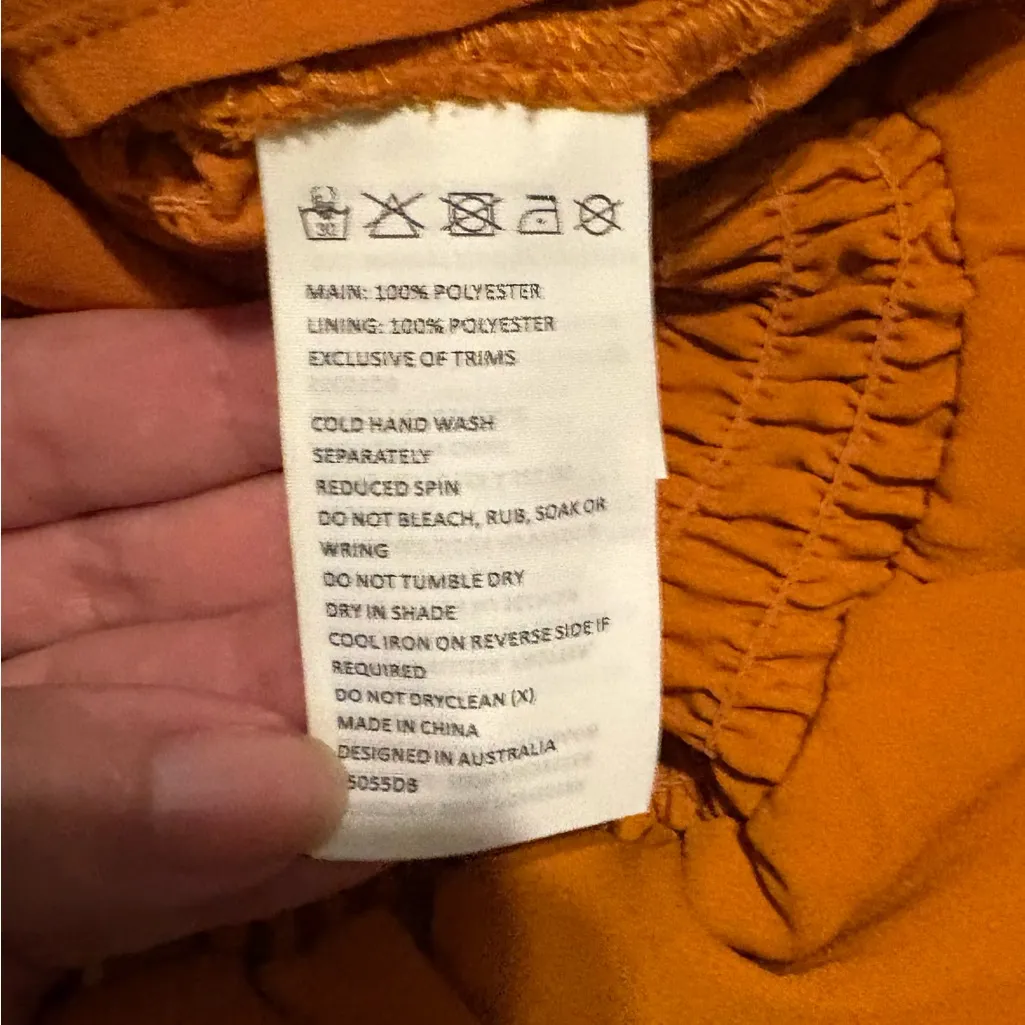 30
MAIN: 100% POLYESTER
LINING: 100% POLYESTER
EXCLUSIVE OF TRIMS
COLD HAND WASH
SEPARATELY
REDUCED SPIN
DO NOT BLEACH, RUB, SOAK OR
WRING
DO NOT TUMBLE DRY
DRY IN SHADE
COOL IRON ON REVERSE SIDE IF
REQUIRED
DO NOT DRYCLEAN (X)
MADE IN CHINA
DESIGNED IN AUSTRALIA